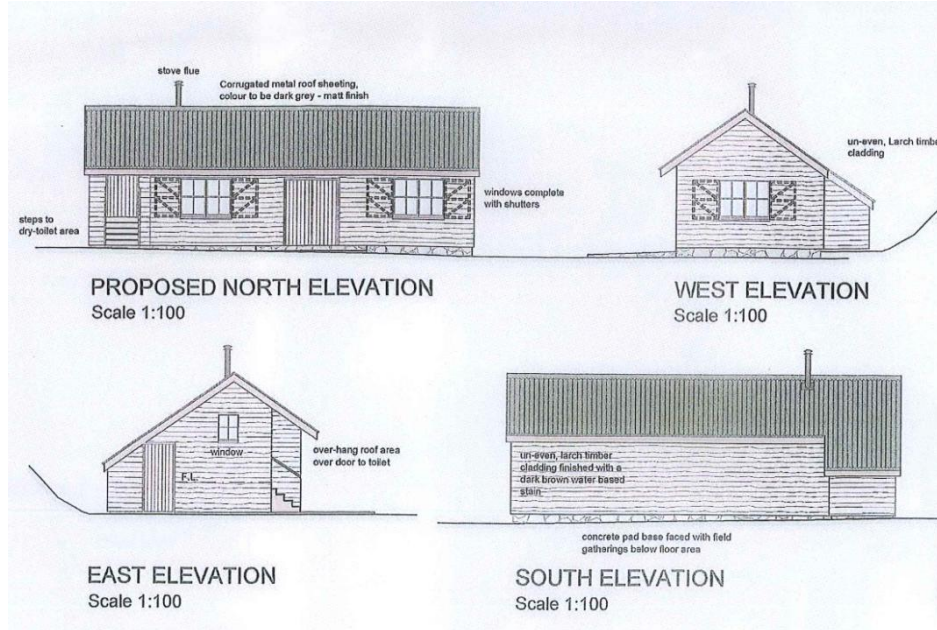 stove flue
Corrugated metal roof sheeting,
colour to be dark grey - matt finish
un-even, Larch timbe
cladding
windows complete
with shutters
steps to
dry-toilet area
PROPOSED NORTH ELEVATION
Scale 1:100
WEST ELEVATION
Scale 1:100
window
F.L.
over-hang roof area
over door to toilet
un-even, larch timber
cladding finished with a
dark brown water based
stain
concrete pad base faced with field
gatherings below floor area
EAST ELEVATION
Scale 1:100
SOUTH ELEVATION
Scale 1:100